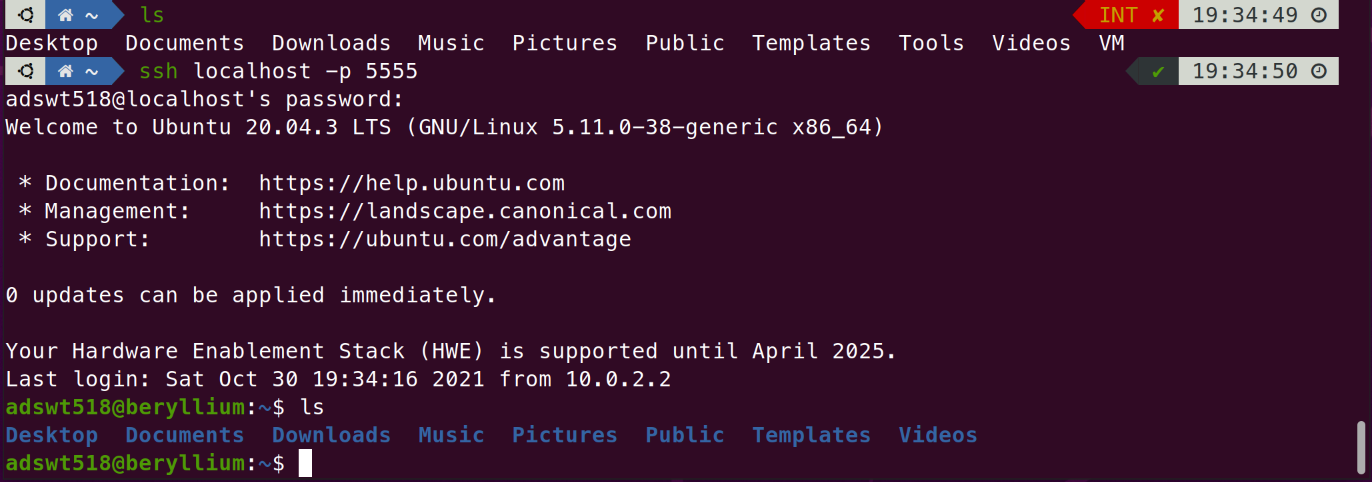 ~ ls INT ✘ 19:34:49
Desktop Documents Downloads Music Pictures Public Templates Tools Videos VM
~ ssh localhost -p 5555 ✔ 19:34:50
adswt518@localhost's password:
Welcome to Ubuntu 20.04.3 LTS (GNU/Linux 5.11.0-38-generic x86_64)
* Documentation: https://help.ubuntu.com
* Management: https://landscape.canonical.com
* Support: https://ubuntu.com/advantage
0 updates can be applied immediately.
Your Hardware Enablement Stack (HWE) is supported until April 2025.
Last login: Sat Oct 30 19:34:16 2021 from 10.0.2.2
adswt518@beryllium:~$ ls
Desktop Documents Downloads Music Pictures Public Templates Videos
adswt518@beryllium:~$